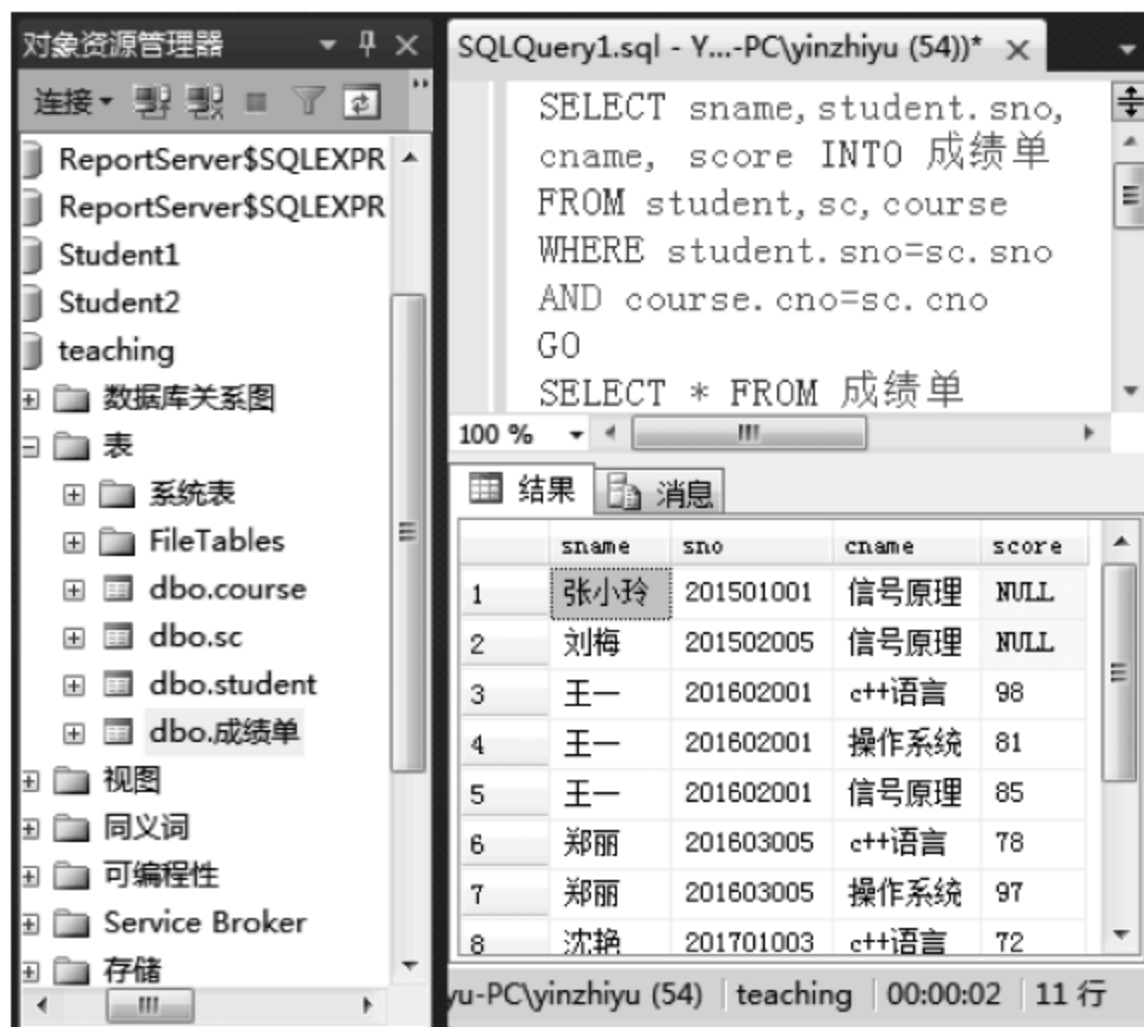 对象资源管理器
连接
ReportServer$SQLEXPR
ReportServer$SQLEXPR
Student1
Student2
teaching
数据库关系图
表
系统表
FileTables
dbo.course
dbo.sc
dbo.student
dbo.成绩单
视图
同义词
可编程性
Service Broker
存储
SQLQuery1.sql - Y...-PC\yinzhiyu (54))*
SELECT sname,student.sno,
cname, score INTO 成绩单
FROM student,sc,course
WHERE student.sno=sc.sno
AND course.cno=sc.cno
GO
SELECT * FROM 成绩单
100 %
结果 消息
sname sno cname score
1 张小玲 201501001 信号原理 NULL
2 刘梅 201502005 信号原理 NULL
3 王一 201602001 c++语言 98
4 王一 201602001 操作系统 81
5 王一 201602001 信号原理 85
6 郑丽 201603005 c++语言 78
7 郑丽 201603005 操作系统 97
8 沈艳 201701003 c++语言 72
yu-PC\yinzhiyu (54) teaching 00:00:02 11 行